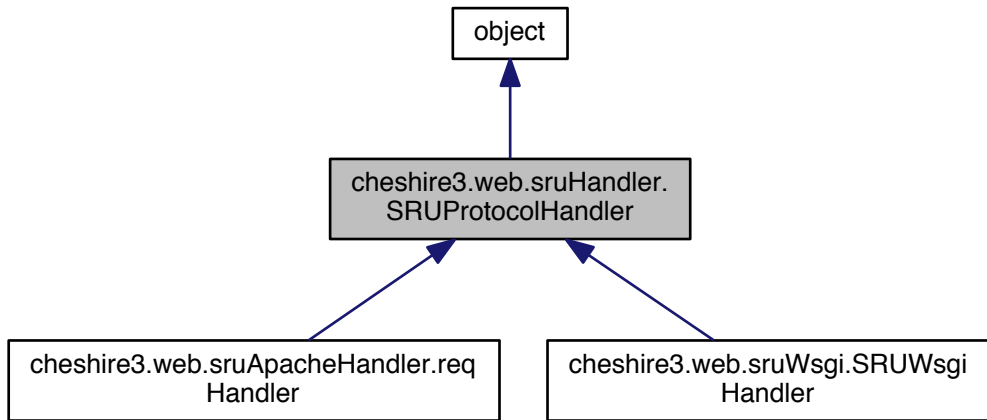 object
cheshire3.web.sruHandler.
SRUProtocolHandler
cheshire3.web.sruApacheHandler.req
Handler
cheshire3.web.sruWsgi.SRUWsgi
Handler